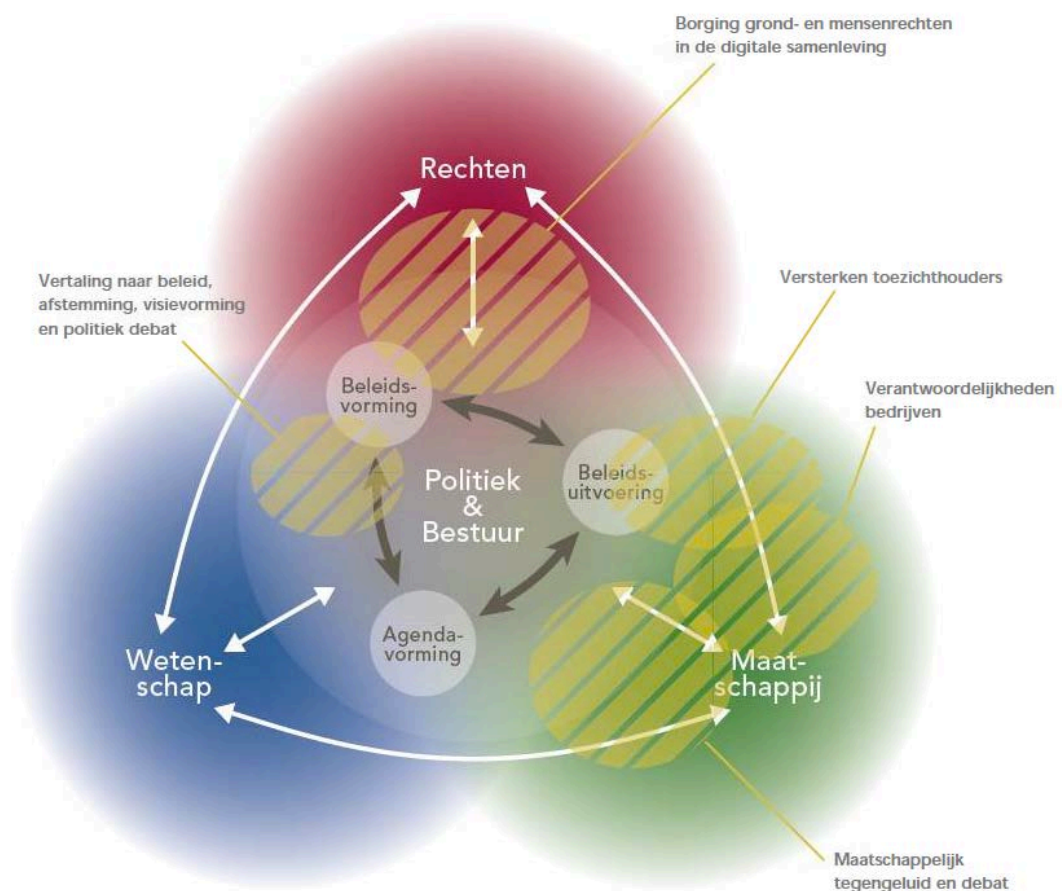 Borging grond- en mensenrechten
in de digitale samenleving
Rechten
Vertaling naar beleid,
afstemming, visievorming
en politiek debat
Versterken toezichthouders
Verantwoordelijkheden
bedrijven
Beleids-
vorming
Politiek
&
Bestuur
Beleids-
uitvoering
Agenda-
vorming
Weten-
schap
Maat-
schappij
Maatschappelijk
tegengeluid en debat